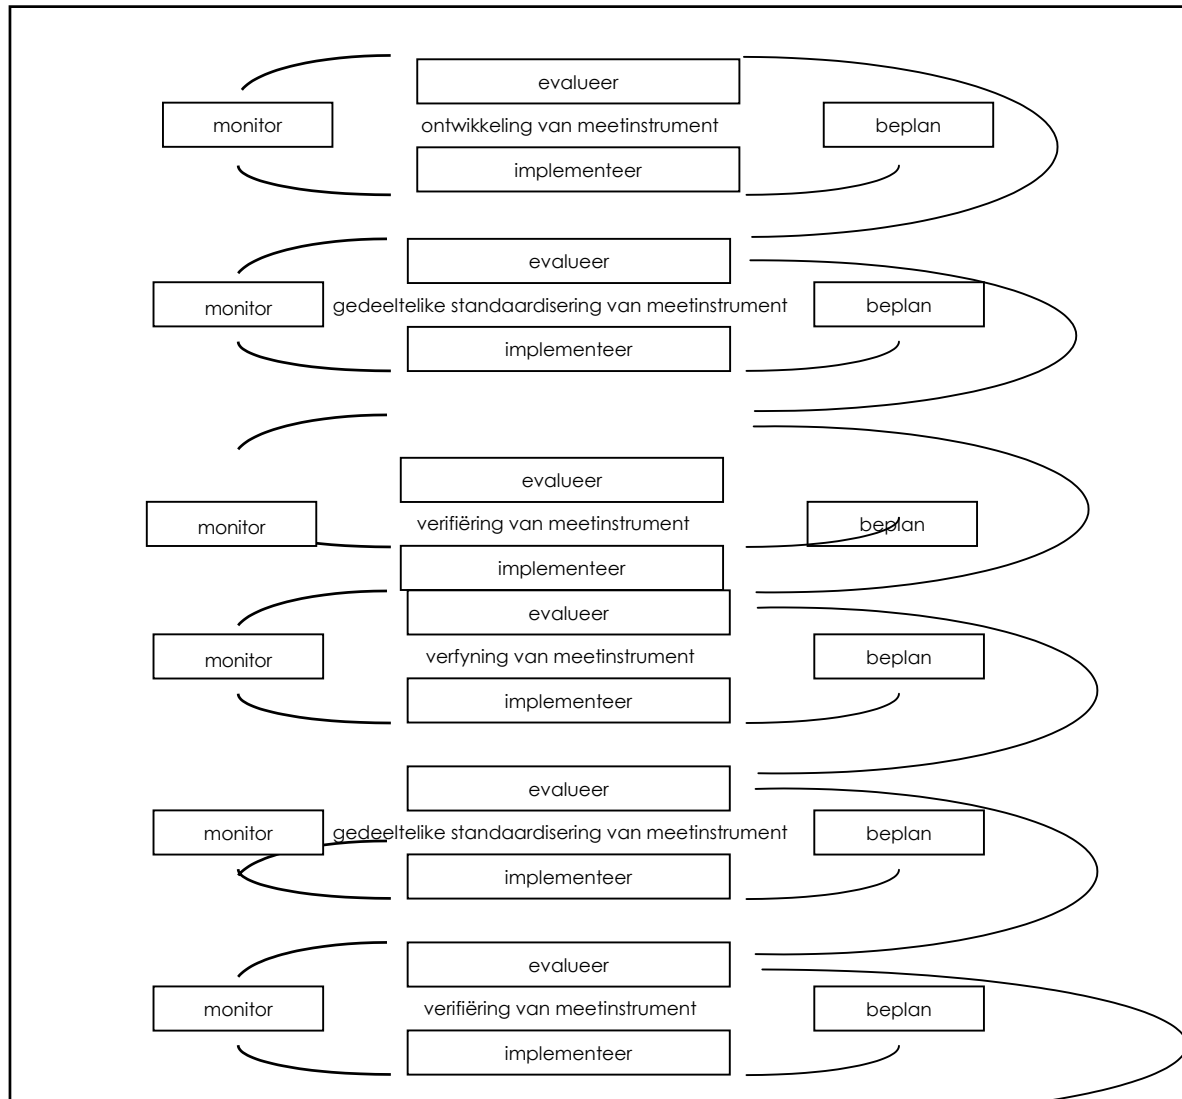 evalueer
monitor ontwikkeling van meetinstrument beplan
implementeer
evalueer
monitor gedeeltelike standaardisering van meetinstrument beplan
implementeer
evalueer
monitor verifiëring van meetinstrument beplan
implementeer
evalueer
monitor verfyning van meetinstrument beplan
implementeer
evalueer
monitor gedeeltelike standaardisering van meetinstrument beplan
implementeer
evalueer
monitor verifiëring van meetinstrument beplan
implementeer